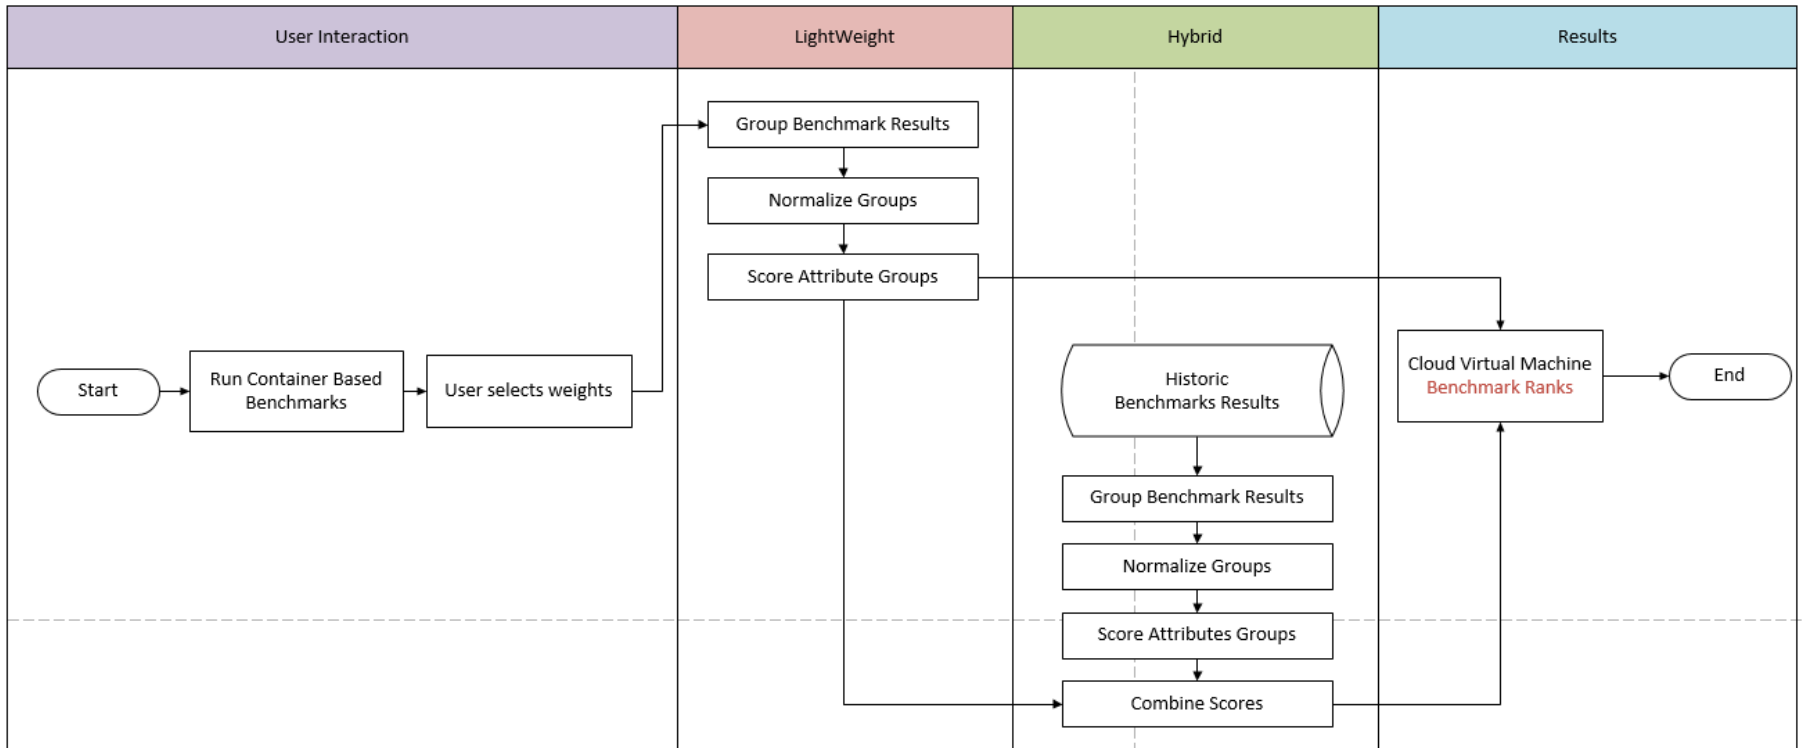 User Interaction
LightWeight
Hybrid
Results
Group Benchmark Results
Normalize Groups
Score Attribute Groups
Start
Run Container Based
Benchmarks
User selects weights
Historic
Benchmarks Results
Group Benchmark Results
Normalize Groups
Score Attributes Groups
Combine Scores
Cloud Virtual Machine
Benchmark Ranks
End